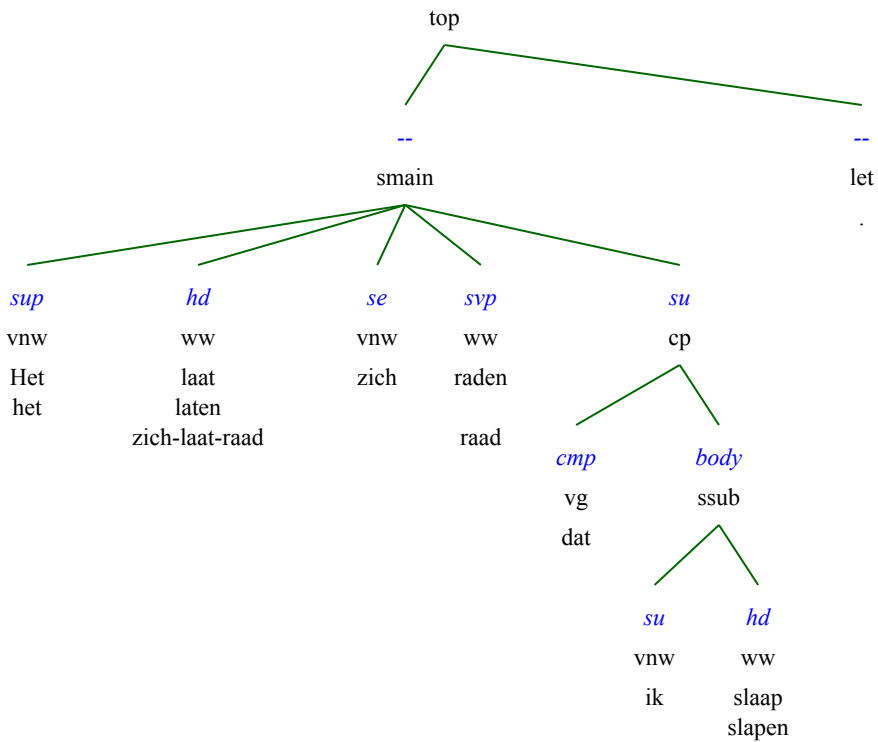 top
-- --
smain let
.
sup hd se svp su
vnw ww vnw ww cp
Het laat zich raden
het laten
zich-laat-raad raad
cmp body
vg ssub
dat
su hd
vnw ww
ik slaap
slapen